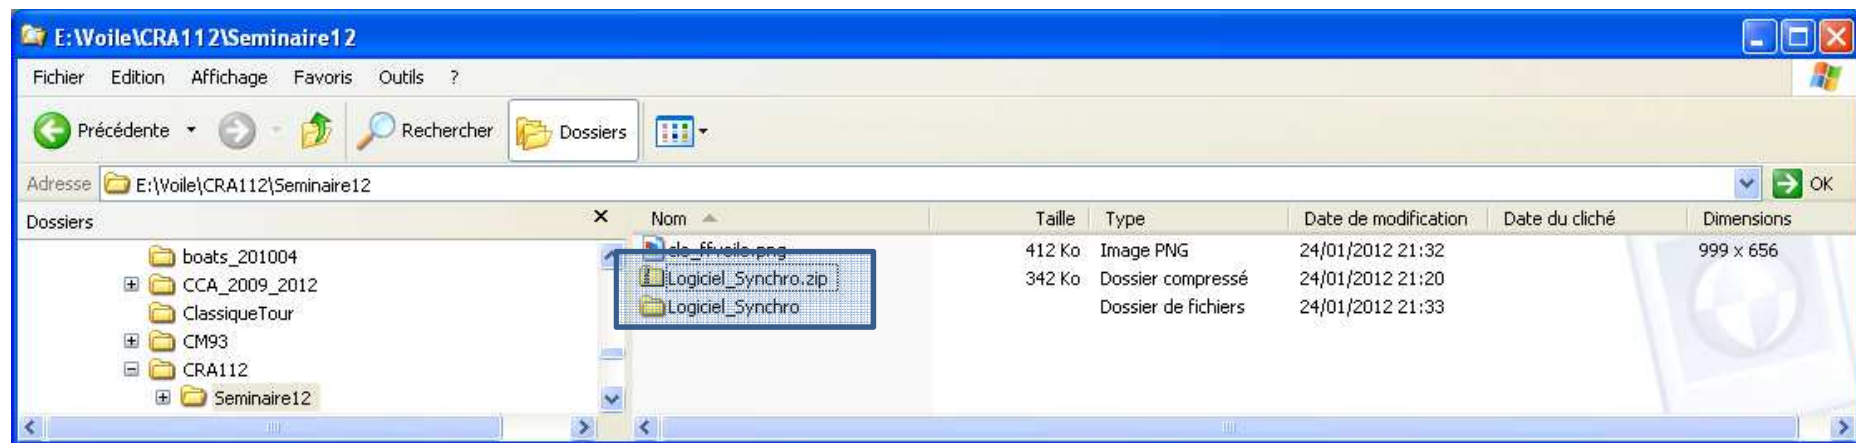 E:\Voile\CRA112\Seminaire12
Fichier Edition Affichage Favoris Outils ?
Précédente Rechercher Dossiers
Adresse E:\Voile\CRA112\Seminaire12 OK
Dossiers Nom Taille Type Date de modification Date du cliché Dimensions
boats_201004 cle_ffvoile.png 412 Ko Image PNG 24/01/2012 21:32 999 x 656
CCA_2009_2012 Logiciel_Synchro.zip 342 Ko Dossier compressé 24/01/2012 21:20
ClassiqueTour Logiciel_Synchro Dossier de fichiers 24/01/2012 21:33
CM93
CRA112
Seminaire12